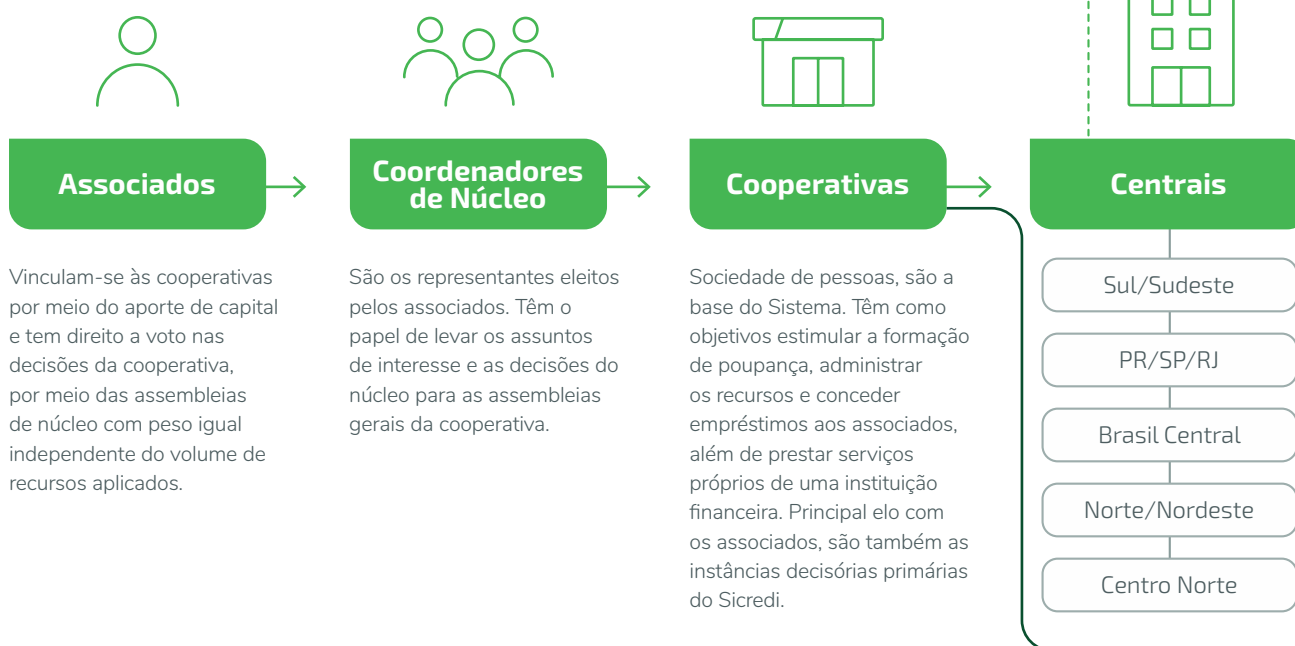 Associados
Coordenadores
de Núcleo
Cooperativas
Centrais
Vinculam-se às cooperativas
por meio do aporte de capital
e tem direito a voto nas
decisões da cooperativa,
por meio das assembleias
de núcleo com peso igual
independente do volume de
recursos aplicados.
São os representantes eleitos
pelos associados. Têm o
papel de levar os assuntos
de interesse e as decisões do
núcleo para as assembleias
gerais da cooperativa.
Sociedade de pessoas, são a
base do Sistema. Têm como
objetivos estimular a formação
de poupança, administrar
os recursos e conceder
empréstimos aos associados,
além de prestar serviços
próprios de uma instituição
financeira. Principal elo com
os associados, são também as
instâncias decisórias primárias
do Sicredi.
Sul/Sudeste
PR/SP/RJ
Brasil Central
Norte/Nordeste
Centro Norte